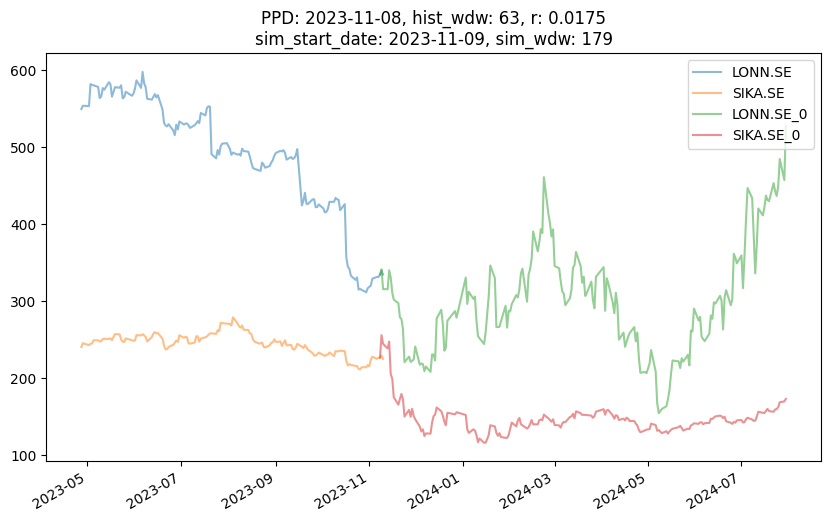 PPD: 2023-11-08, hist_wdw: 63, r: 0.0175
sim_start_date: 2023-11-09, sim_wdw: 179
LONN.SE
SIKA.SE
LONN.SE_0
SIKA.SE_0
600
500
400
300
200
100
2023-05
2023-07
2023-09
2023-11
2024-01
2024-03
2024-05
2024-07